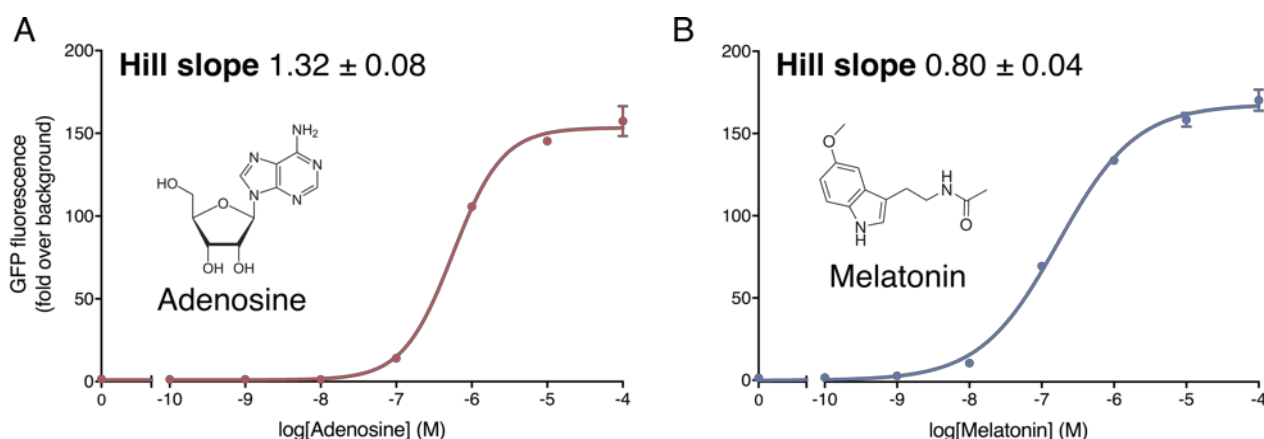 A
Hill slope 1.32 ± 0.08
GFP fluorescence
(fold over background)
200
150
100
50
0
NH2
N
N
N
N
HO
O
OH
OH
Adenosine
0
-10
-9
-8
-7
-6
-5
-4
log[Adenosine] (M)
B
Hill slope 0.80 ± 0.04
200
150
100
50
0
O
H
N
O
N
H
Melatonin
0
-10
-9
-8
-7
-6
-5
-4
log[Melatonin] (M)